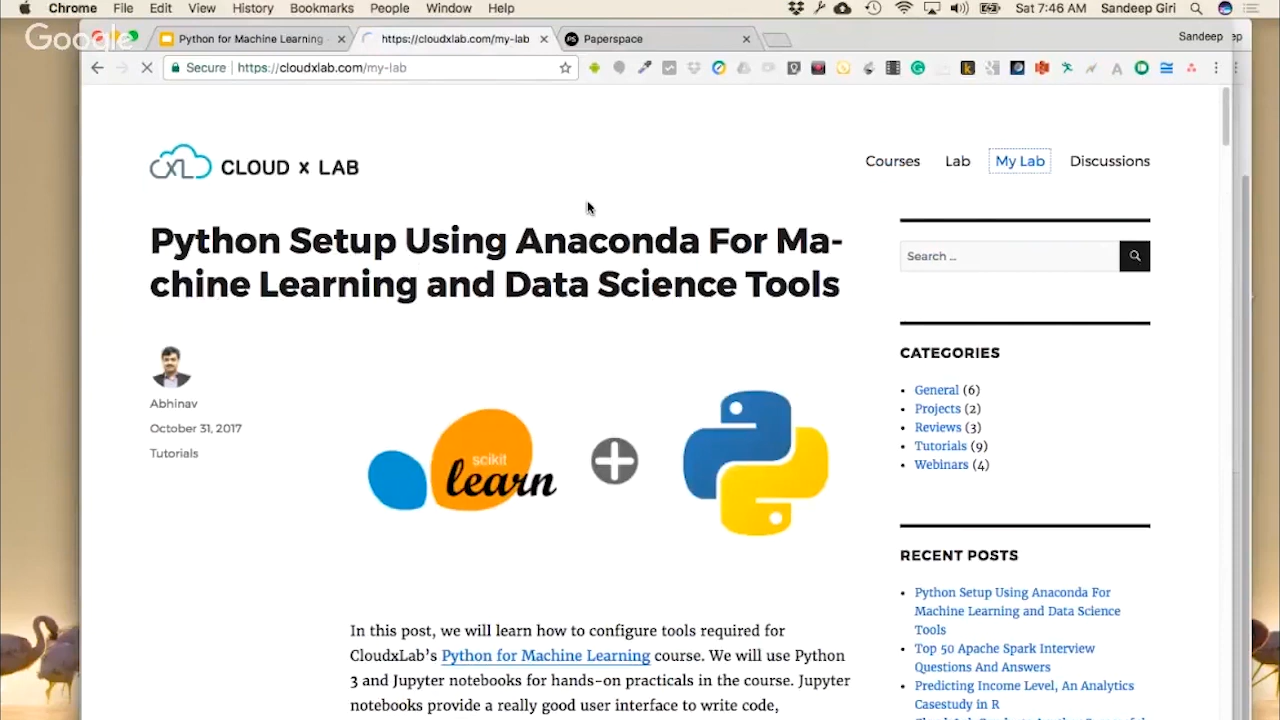 Chrome File Edit View History Bookmarks People Window Help Sat 7:46 AM Sandeep Giri
Google
Python for Machine Learning https://cloudxlab.com/my-lab Paperspace Sandeep
Secure https://cloudxlab.com/my-lab
CLOUD x LAB
Courses Lab My Lab Discussions
Python Setup Using Anaconda For Ma-
chine Learning and Data Science Tools
Search …
Abhinav
October 31, 2017
Tutorials
scikit
learn
CATEGORIES
General (6)
Projects (2)
Reviews (3)
Tutorials (9)
Webinars (4)
RECENT POSTS
Python Setup Using Anaconda For
Machine Learning and Data Science
Tools
Top 50 Apache Spark Interview
Questions And Answers
Predicting Income Level, An Analytics
Casestudy in R
In this post, we will learn how to configure tools required for
CloudxLab's Python for Machine Learning course. We will use Python
3 and Jupyter notebooks for hands-on practicals in the course. Jupyter
notebooks provide a really good user interface to write code,